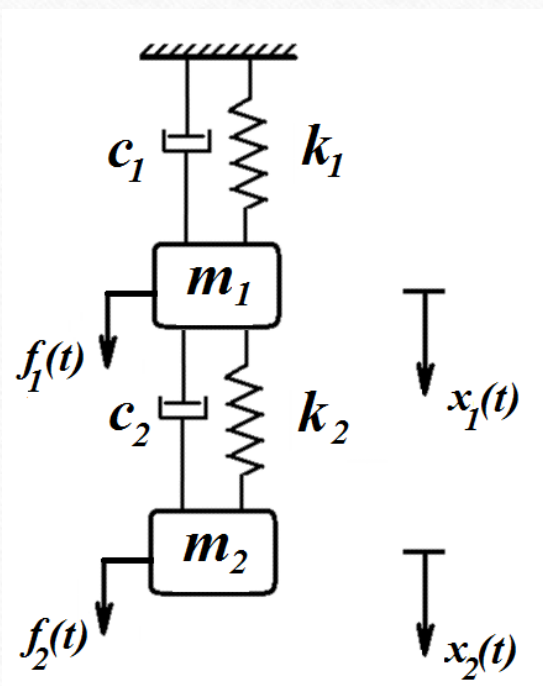 c₁
k₁
m₁
f₁(t)
x₁(t)
c₂
k₂
m₂
f₂(t)
x₂(t)